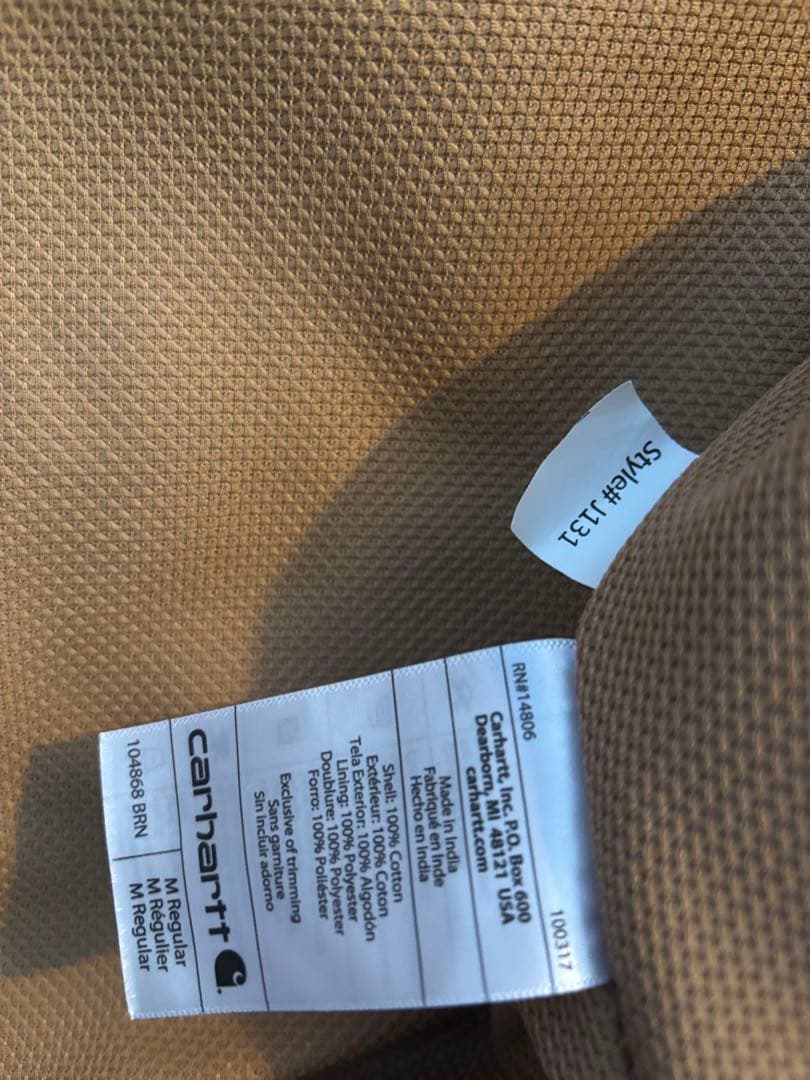 Style# J131
RN#14806
100317
Carhartt, Inc. P.O. Box 600
Dearborn, MI 48121 USA
carhartt.com
Made in India
Fabriqué en Inde
Hecho en India
Shell: 100% Cotton
Extérieur: 100% Coton
Tela Exterior: 100% Algodón
Lining: 100% Polyester
Doublure: 100% Polyester
Forro: 100% Poliéster
Exclusive of trimming
Sans garniture
Sin incluir adorno
carhartt
104868 BRN
M Regular
M Régulier
M Regular